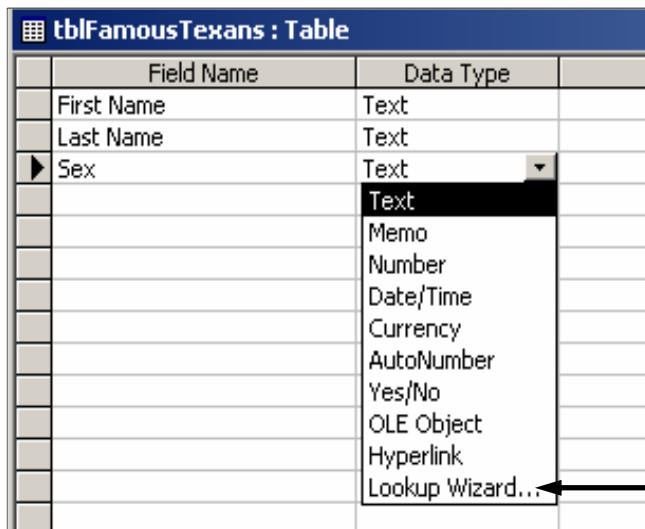 tblFamousTexans : Table
Field Name Data Type
First Name Text
Last Name Text
Sex Text
Text
Memo
Number
Date/Time
Currency
AutoNumber
Yes/No
OLE Object
Hyperlink
Lookup Wizard...